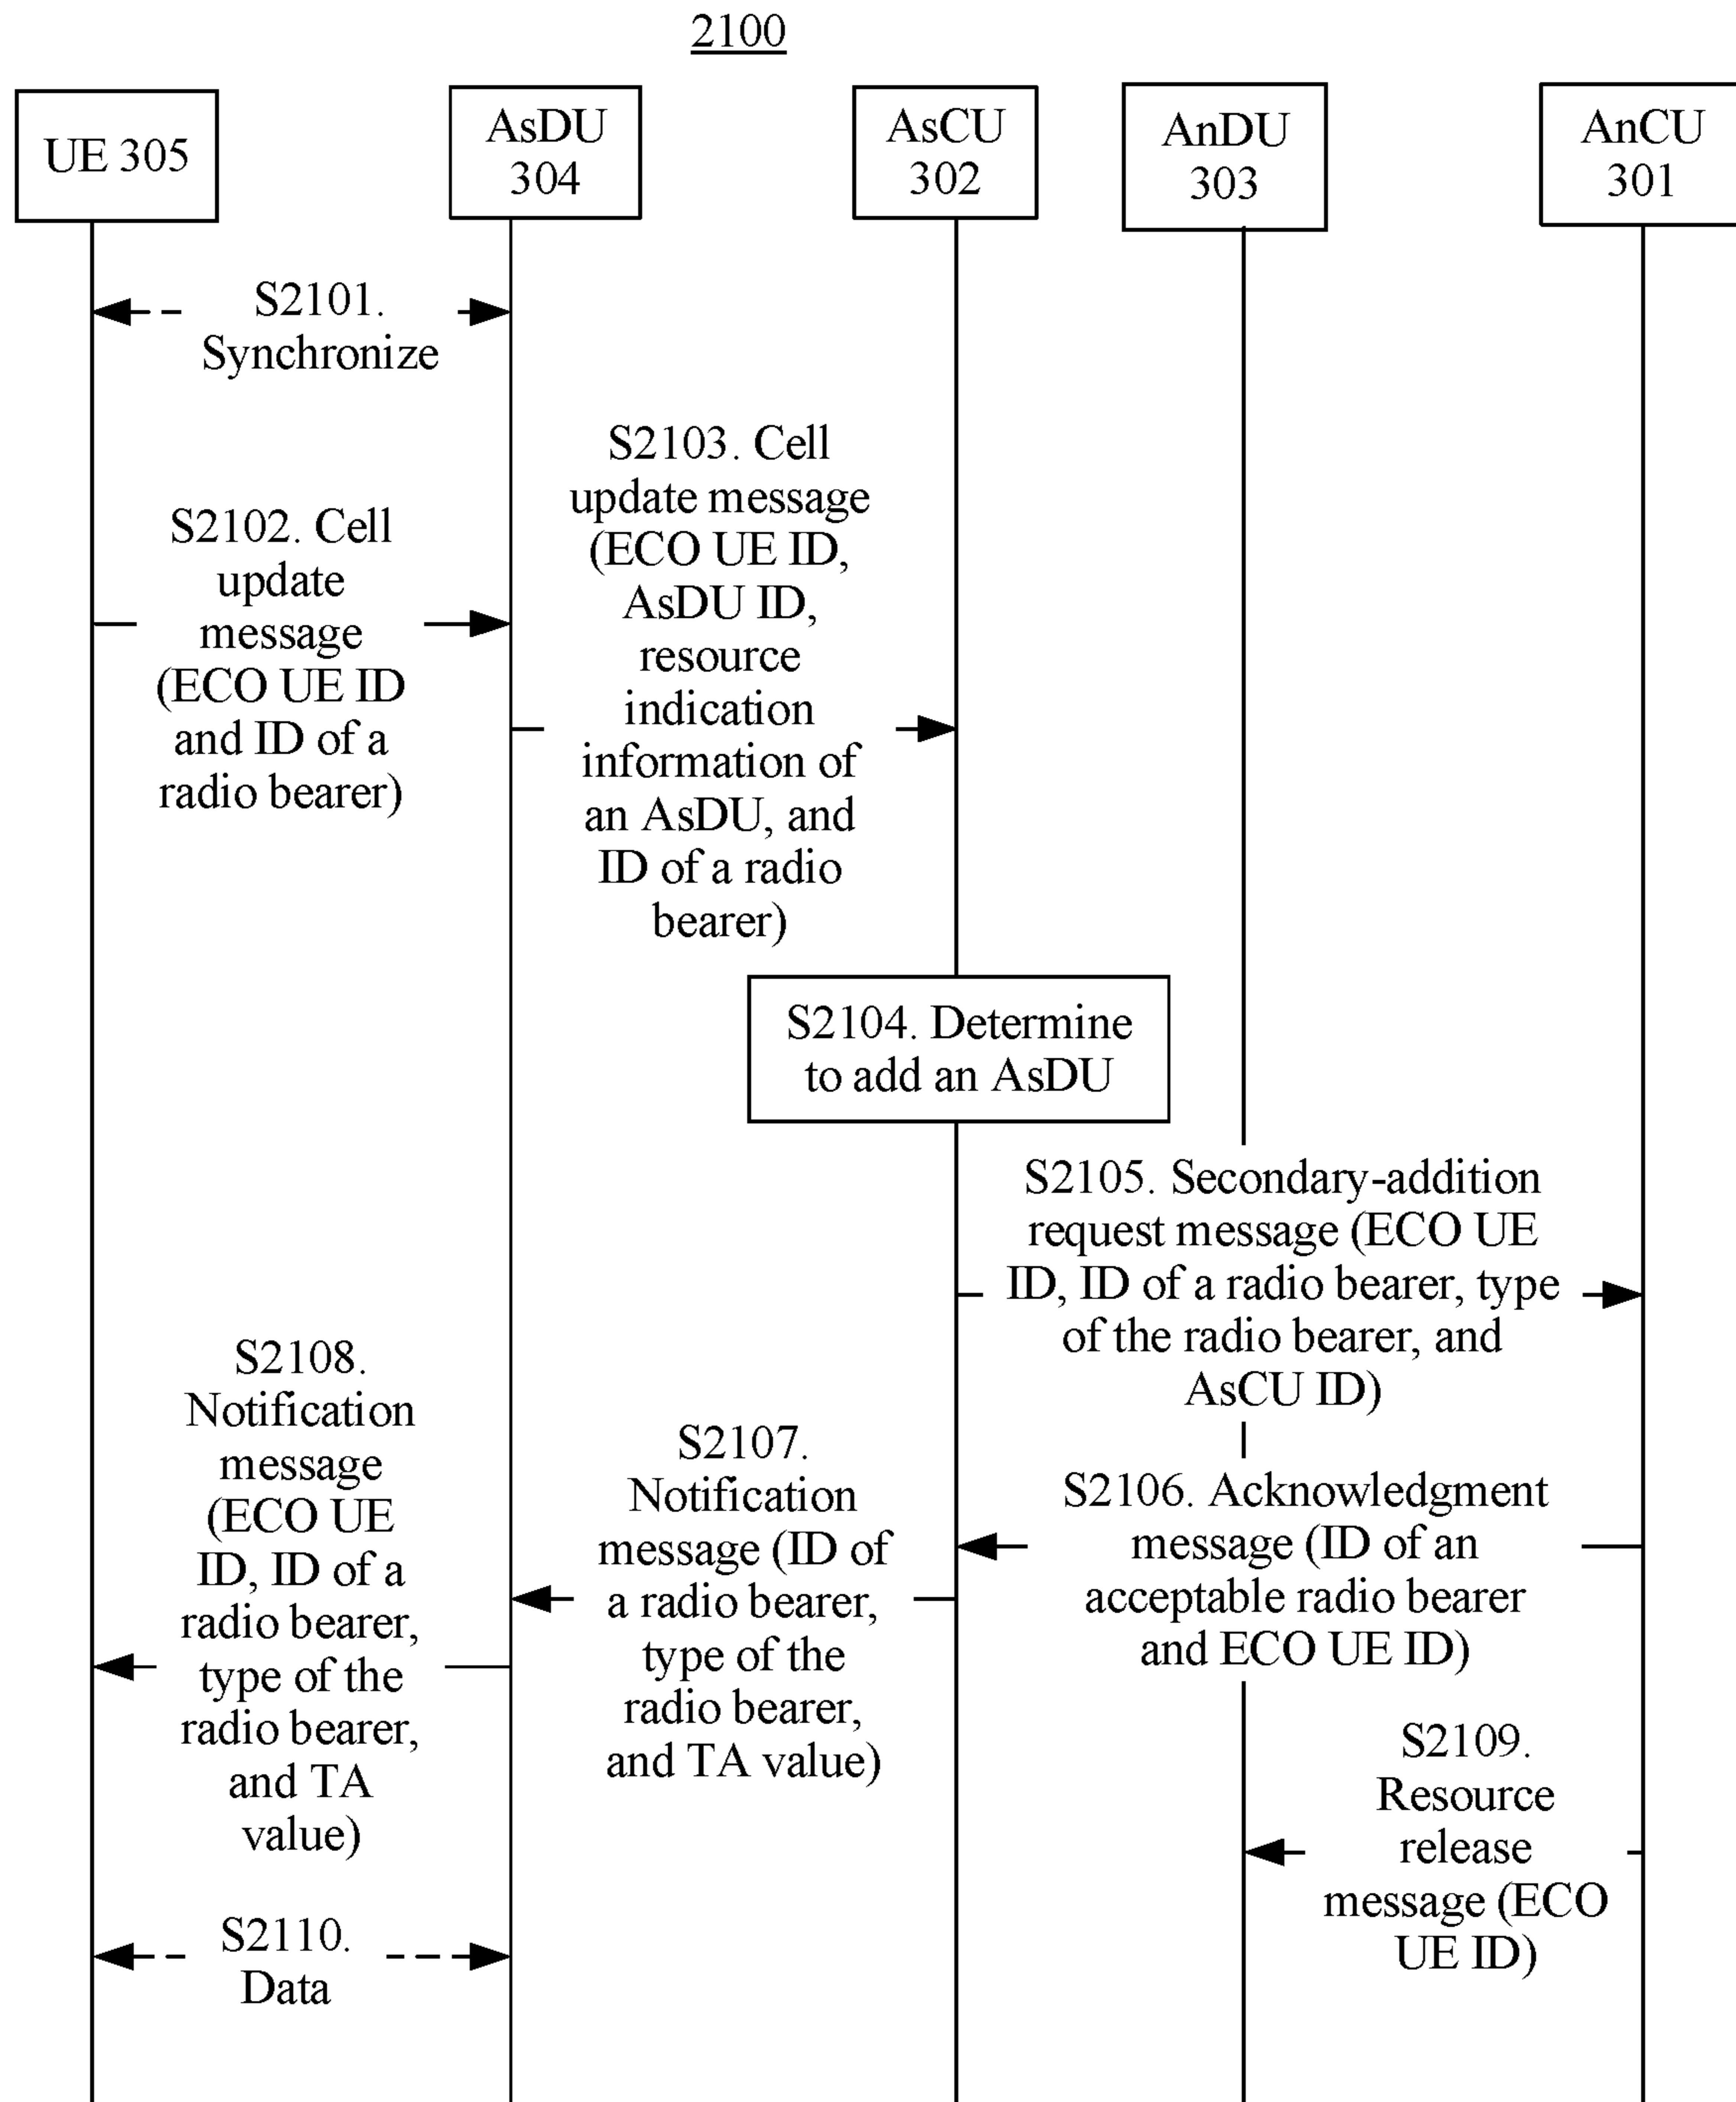 2100
UE 305
AsDU
304
AsCU
302
AnDU
303
AnCU
301
S2101.
Synchronize
S2102. Cell
update
message
(ECO UE ID
and ID of a
radio bearer)
S2103. Cell
update message
(ECO UE ID,
AsDU ID,
resource
indication
information of
an AsDU, and
ID of a radio
bearer)
S2104. Determine
to add an AsDU
S2105. Secondary-addition
request message (ECO UE
ID, ID of a radio bearer, type
of the radio bearer, and
AsCU ID)
S2106. Acknowledgment
message (ID of an
acceptable radio bearer
and ECO UE ID)
S2107.
Notification
message (ID of
a radio bearer,
type of the
radio bearer,
and TA value)
S2108.
Notification
message
(ECO UE
ID, ID of a
radio bearer,
type of the
radio bearer,
and TA
value)
S2109.
Resource
release
message (ECO
UE ID)
S2110.
Data